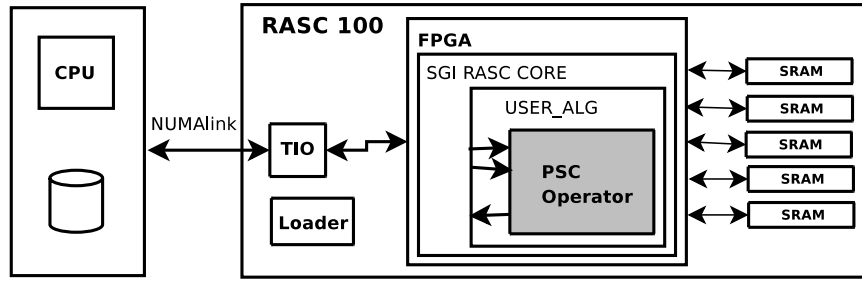 RASC 100
FPGA
CPU
SGI RASC CORE
SRAM
USER_ALG
SRAM
NUMAlink
TIO
SRAM
PSC
Operator
SRAM
Loader
SRAM